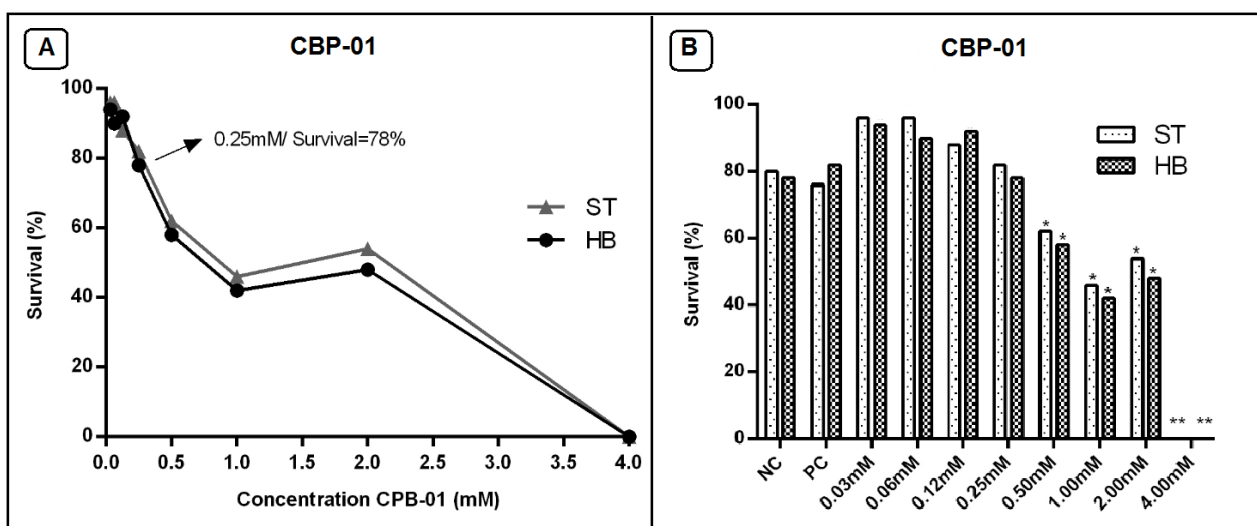 A
CBP-01
100
80
60
40
20
0
Survival (%)
0.25mM/ Survival=78%
ST
HB
0.0 0.5 1.0 1.5 2.0 2.5 3.0 3.5 4.0
Concentration CPB-01 (mM)
B
CBP-01
100
80
60
40
20
0
Survival (%)
ST
HB
* * * * * * ** **
NC PC 0.03mM 0.06mM 0.12mM 0.25mM 0.50mM 1.00mM 2.00mM 4.00mM